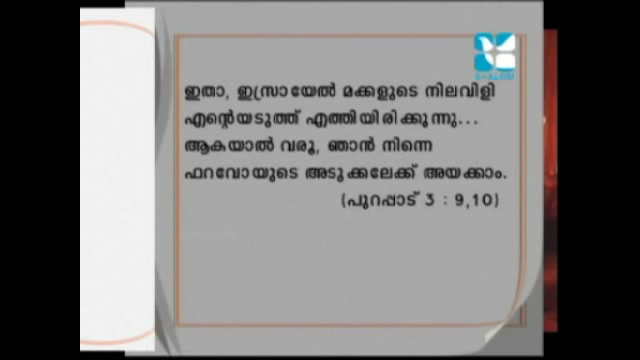 ഇതാ, ഇസ്രായേൽ മക്കളുടെ നിലവിളി
എന്റെയടുത്ത് എത്തിയിരിക്കുന്നു...
ആകയാൽ വരൂ, ഞാൻ നിന്നെ
ഫറവോയുടെ അടുക്കലേക്ക് അയക്കാം.
(പുറപ്പാട് 3 : 9,10)